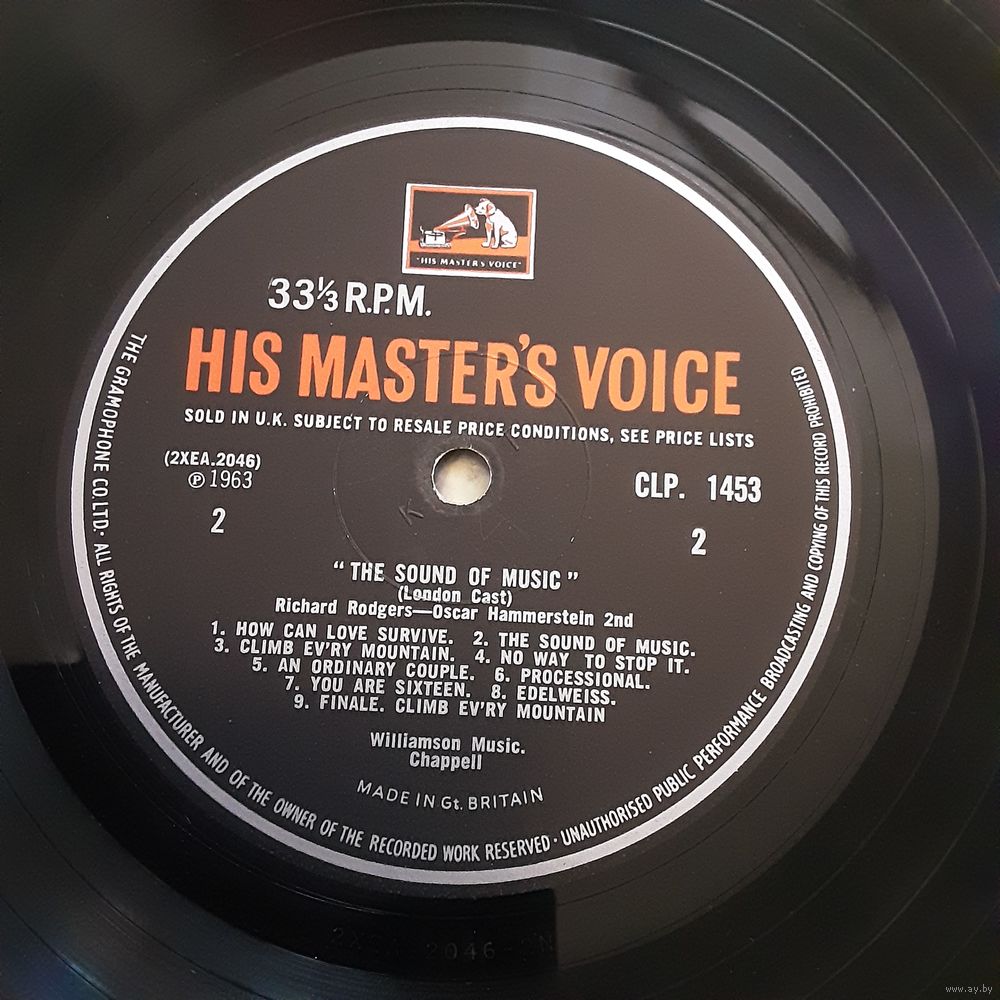 "HIS MASTER'S VOICE"
33⅓ R.P.M.
HIS MASTER'S VOICE
SOLD IN U.K. SUBJECT TO RESALE PRICE CONDITIONS, SEE PRICE LISTS
(2XEA.2046)
℗ 1963
CLP. 1453
2
2
"THE SOUND OF MUSIC"
(London Cast)
Richard Rodgers—Oscar Hammerstein 2nd
1. HOW CAN LOVE SURVIVE. 2. THE SOUND OF MUSIC.
3. CLIMB EV'RY MOUNTAIN. 4. NO WAY TO STOP IT.
5. AN ORDINARY COUPLE. 6. PROCESSIONAL.
7. YOU ARE SIXTEEN. 8. EDELWEISS.
9. FINALE. CLIMB EV'RY MOUNTAIN
Williamson Music.
Chappell
MADE IN Gt. BRITAIN
THE GRAMOPHONE CO. LTD. · ALL RIGHTS OF THE MANUFACTURER AND OF THE OWNER OF THE RECORDED WORK RESERVED · UNAUTHORISED PUBLIC PERFORMANCE BROADCASTING AND COPYING OF THIS RECORD PROHIBITED
www.ay.by